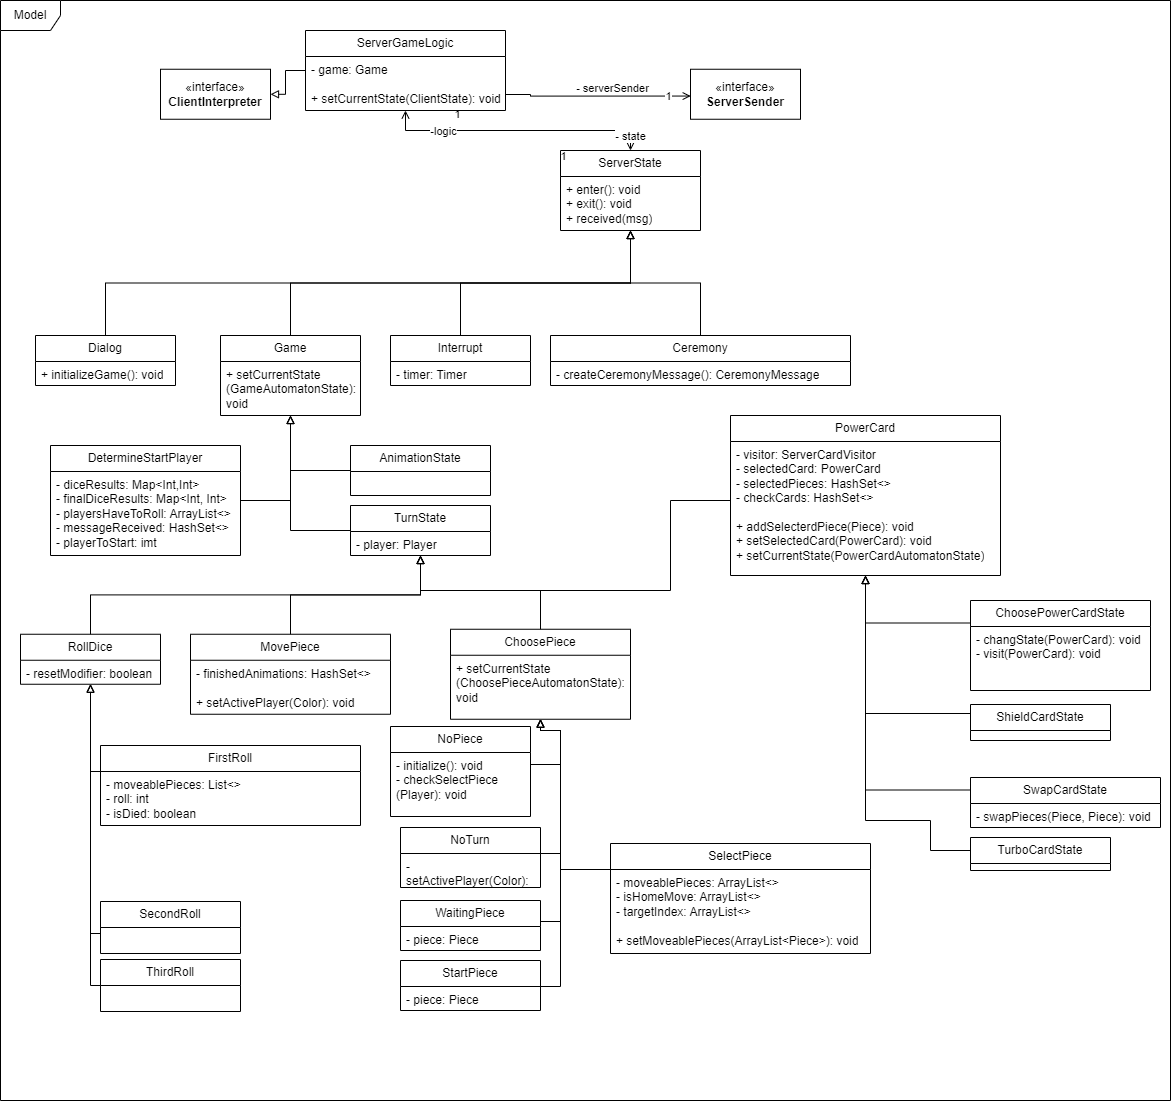 Model
ServerGameLogic
- game: Game
+ setCurrentState(ClientState): void
«interface»
ClientInterpreter
- serverSender
1
«interface»
ServerSender
1
-logic
- state
1
ServerState
+ enter(): void
+ exit(): void
+ received(msg)
Dialog
+ initializeGame(): void
Game
+ setCurrentState
(GameAutomatonState):
void
Interrupt
- timer: Timer
Ceremony
- createCeremonyMessage(): CeremonyMessage
DetermineStartPlayer
- diceResults: Map<Int,Int>
- finalDiceResults: Map<Int, Int>
- playersHaveToRoll: ArrayList<>
- messageReceived: HashSet<>
- playerToStart: imt
AnimationState
TurnState
- player: Player
PowerCard
- visitor: ServerCardVisitor
- selectedCard: PowerCard
- selectedPieces: HashSet<>
- checkCards: HashSet<>
+ addSelecterdPiece(Piece): void
+ setSelectedCard(PowerCard): void
+ setCurrentState(PowerCardAutomatonState)
RollDice
- resetModifier: boolean
MovePiece
- finishedAnimations: HashSet<>
+ setActivePlayer(Color): void
ChoosePiece
+ setCurrentState
(ChoosePieceAutomatonState):
void
ChoosePowerCardState
- changState(PowerCard): void
- visit(PowerCard): void
ShieldCardState
SwapCardState
- swapPieces(Piece, Piece): void
TurboCardState
FirstRoll
- moveablePieces: List<>
- roll: int
- isDied: boolean
NoPiece
- initialize(): void
- checkSelectPiece
(Player): void
NoTurn
-
setActivePlayer(Color):
SelectPiece
- moveablePieces: ArrayList<>
- isHomeMove: ArrayList<>
- targetIndex: ArrayList<>
+ setMoveablePieces(ArrayList<Piece>): void
SecondRoll
WaitingPiece
- piece: Piece
ThirdRoll
StartPiece
- piece: Piece